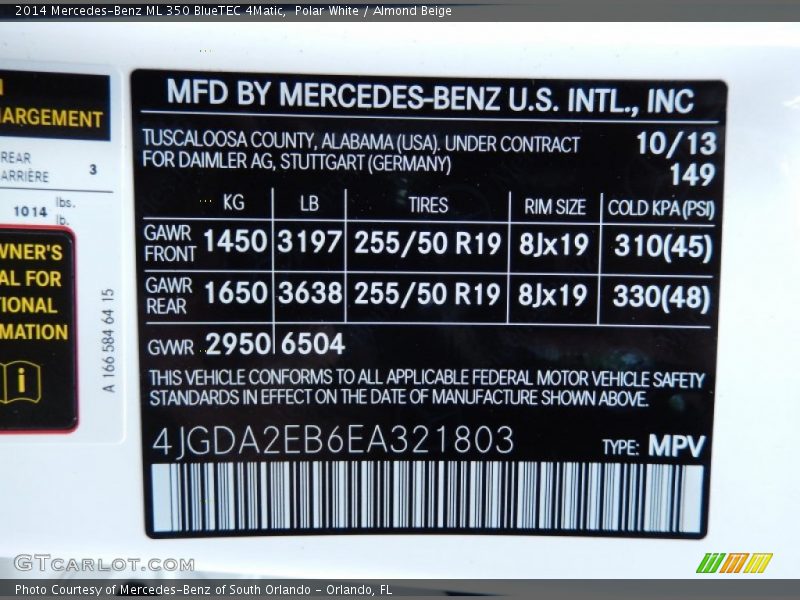 2014 Mercedes-Benz ML 350 BlueTEC 4Matic, Polar White / Almond Beige
HARGEMENT
REAR
ARRIÈRE 3
1014 lbs.
lb.
WNER'S
AL FOR
TIONAL
MATION
A 166 584 64 15
MFD BY MERCEDES-BENZ U.S. INTL., INC
TUSCALOOSA COUNTY, ALABAMA (USA). UNDER CONTRACT 10/13
FOR DAIMLER AG, STUTTGART (GERMANY) 149
KG LB TIRES RIM SIZE COLD KPA (PSI)
GAWR FRONT 1450 3197 255/50 R19 8Jx19 310(45)
GAWR REAR 1650 3638 255/50 R19 8Jx19 330(48)
GVWR 2950 6504
THIS VEHICLE CONFORMS TO ALL APPLICABLE FEDERAL MOTOR VEHICLE SAFETY
STANDARDS IN EFFECT ON THE DATE OF MANUFACTURE SHOWN ABOVE.
4JGDA2EB6EA321803 TYPE: MPV
GTCARLOT.COM
Photo Courtesy of Mercedes-Benz of South Orlando - Orlando, FL